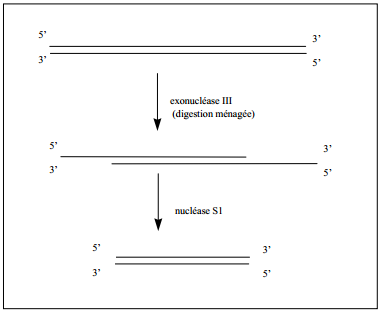 5’ 3’
3’ 5’
exonucléase III
(digestion ménagée)
5’ 3’
3’ 5’
nucléase S1
5’ 3’
3’ 5’